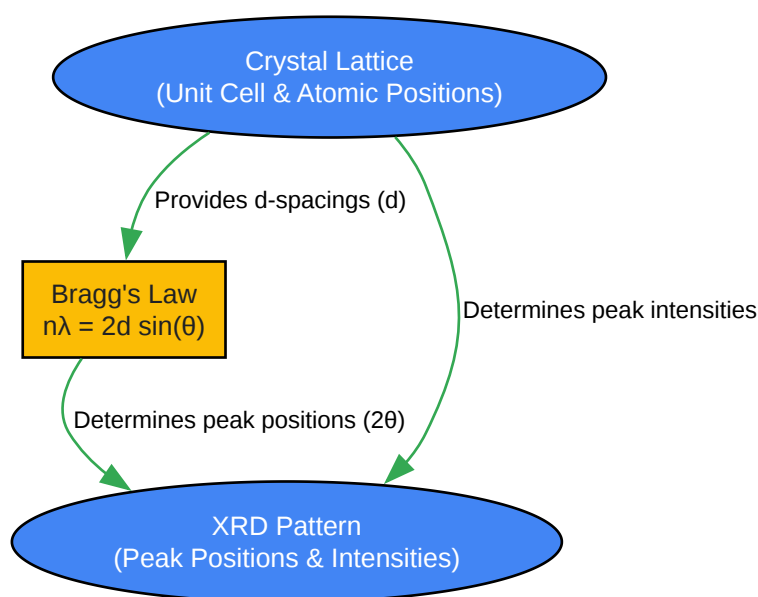 Crystal Lattice
(Unit Cell & Atomic Positions)
Provides d-spacings (d)
Bragg's Law
nλ = 2d sin(θ)
Determines peak intensities
Determines peak positions (2θ)
XRD Pattern
(Peak Positions & Intensities)